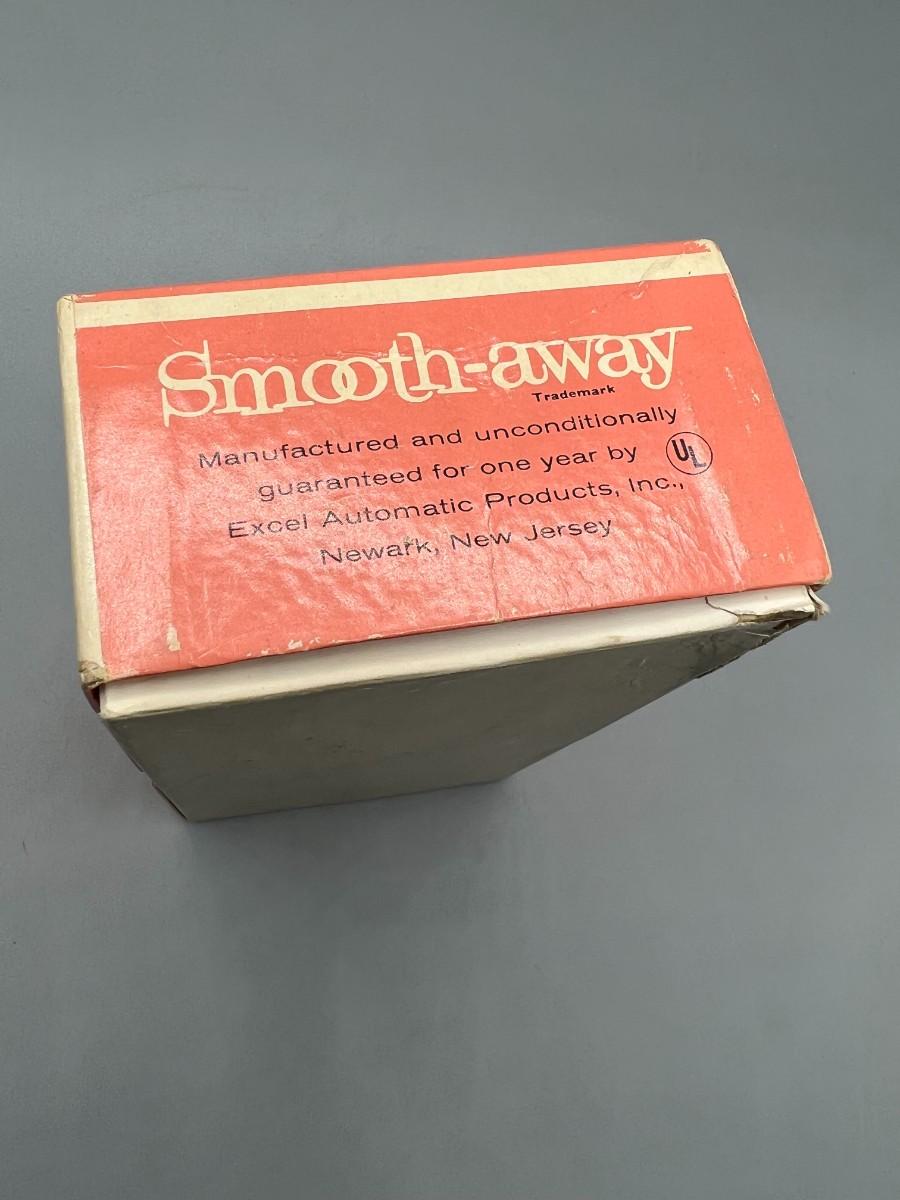 Smooth-away
Trademark
Manufactured and unconditionally
guaranteed for one year by
UL
Excel Automatic Products, Inc.,
Newark, New Jersey